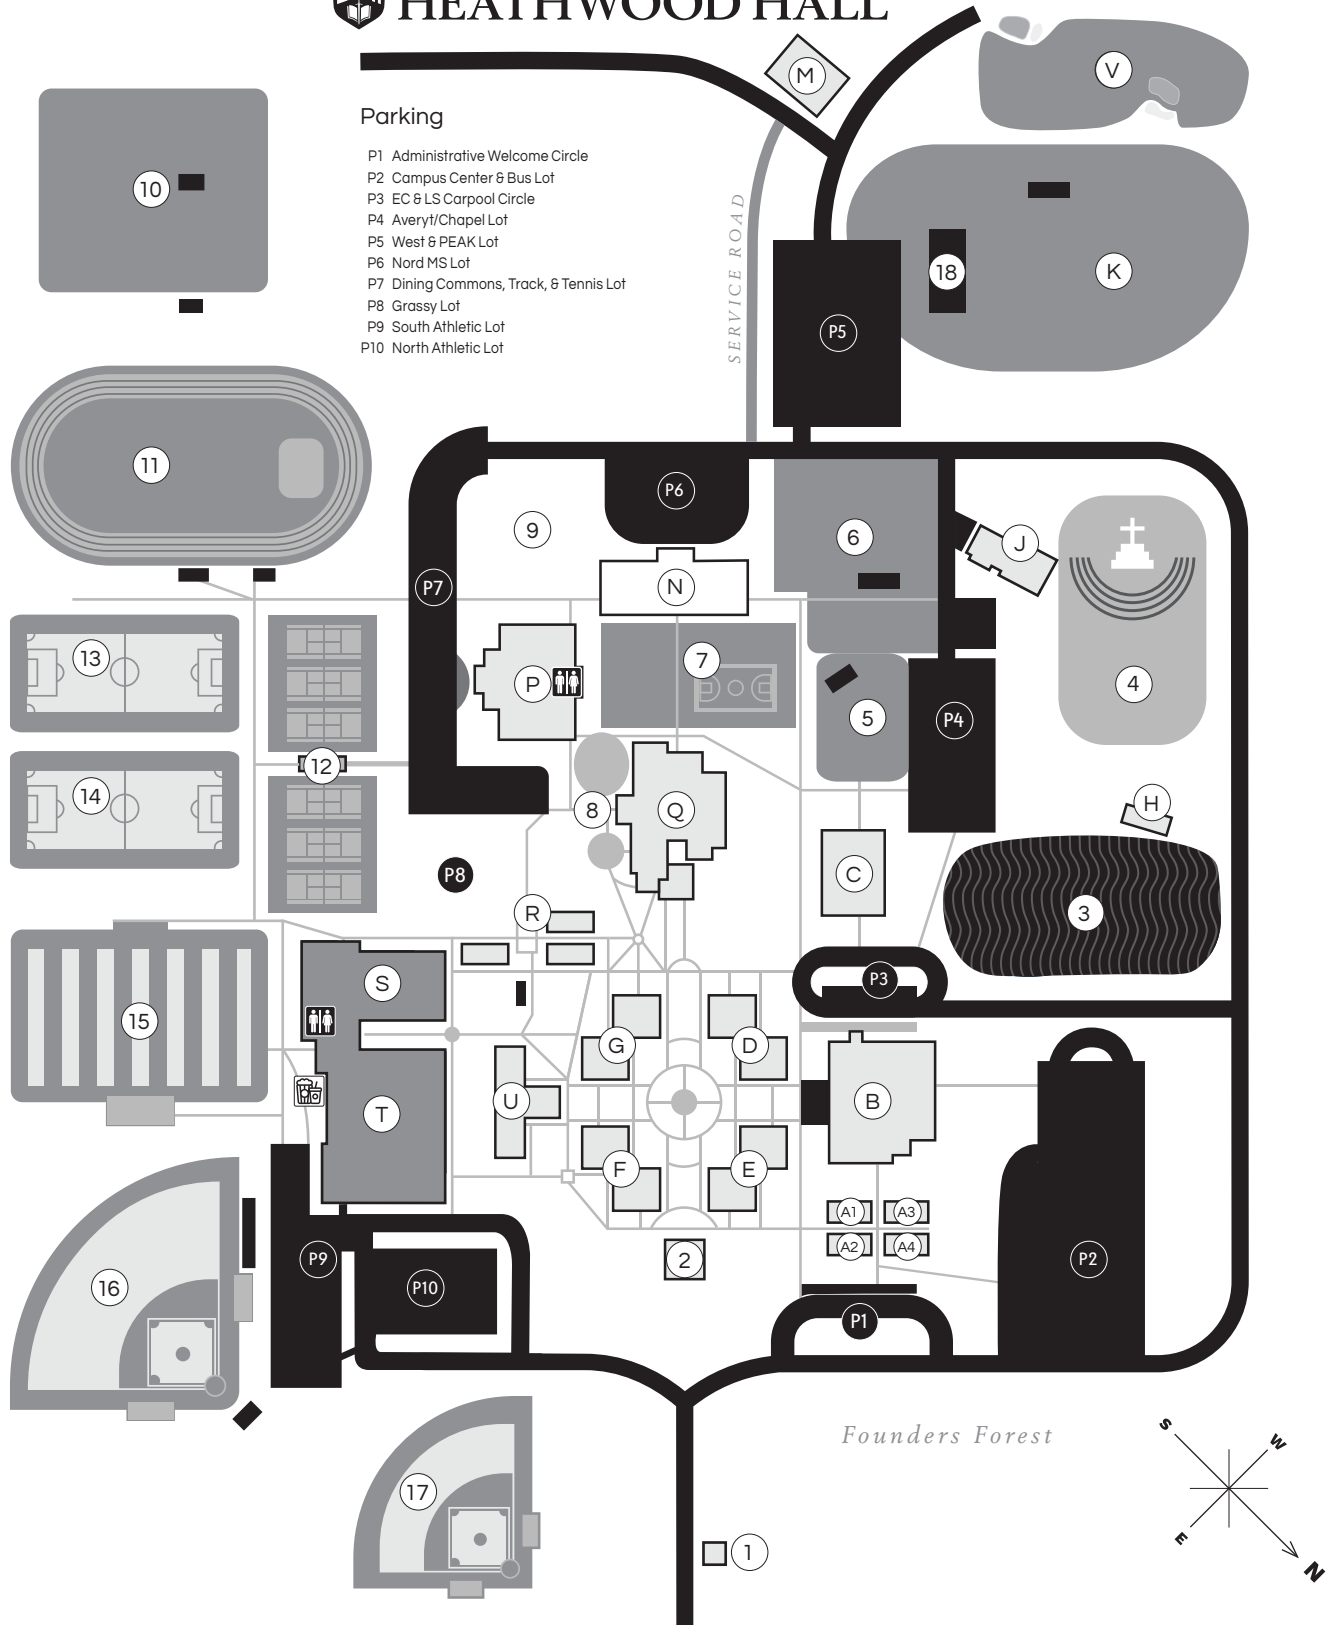 HEATHWOOD HALL
M
V
Parking
P1 Administrative Welcome Circle
P2 Campus Center & Bus Lot
P3 EC & LS Carpool Circle
P4 Averyt/Chapel Lot
P5 West & PEAK Lot
P6 Nord MS Lot
P7 Dining Commons, Track, & Tennis Lot
P8 Grassy Lot
P9 South Athletic Lot
P10 North Athletic Lot
10
SERVICE ROAD
18
K
P5
11
P6
9
6
J
P7
N
13
7
P
4
5
P4
12
14
8
Q
H
P8
C
R
3
S
P3
15
G
D
U
B
T
F
E
A1
A3
A2
A4
P9
2
P2
16
P10
P1
Founders Forest
S
W
17
E
1
N